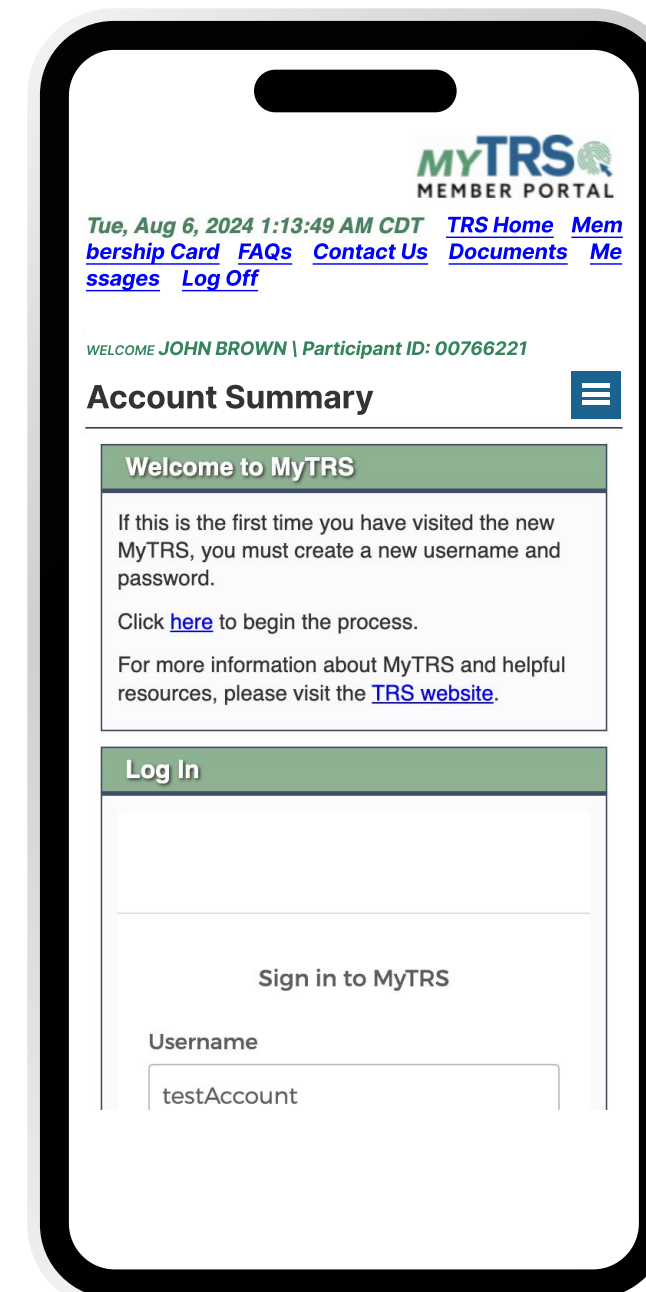 MYTRS
MEMBER PORTAL
Tue, Aug 6, 2024 1:13:49 AM CDT TRS Home Mem
bership Card FAQs Contact Us Documents Me
ssages Log Off
WELCOME JOHN BROWN \ Participant ID: 00766221
Account Summary
Welcome to MyTRS
If this is the first time you have visited the new
MyTRS, you must create a new username and
password.
Click here to begin the process.
For more information about MyTRS and helpful
resources, please visit the TRS website.
Log In
Sign in to MyTRS
Username
testAccount